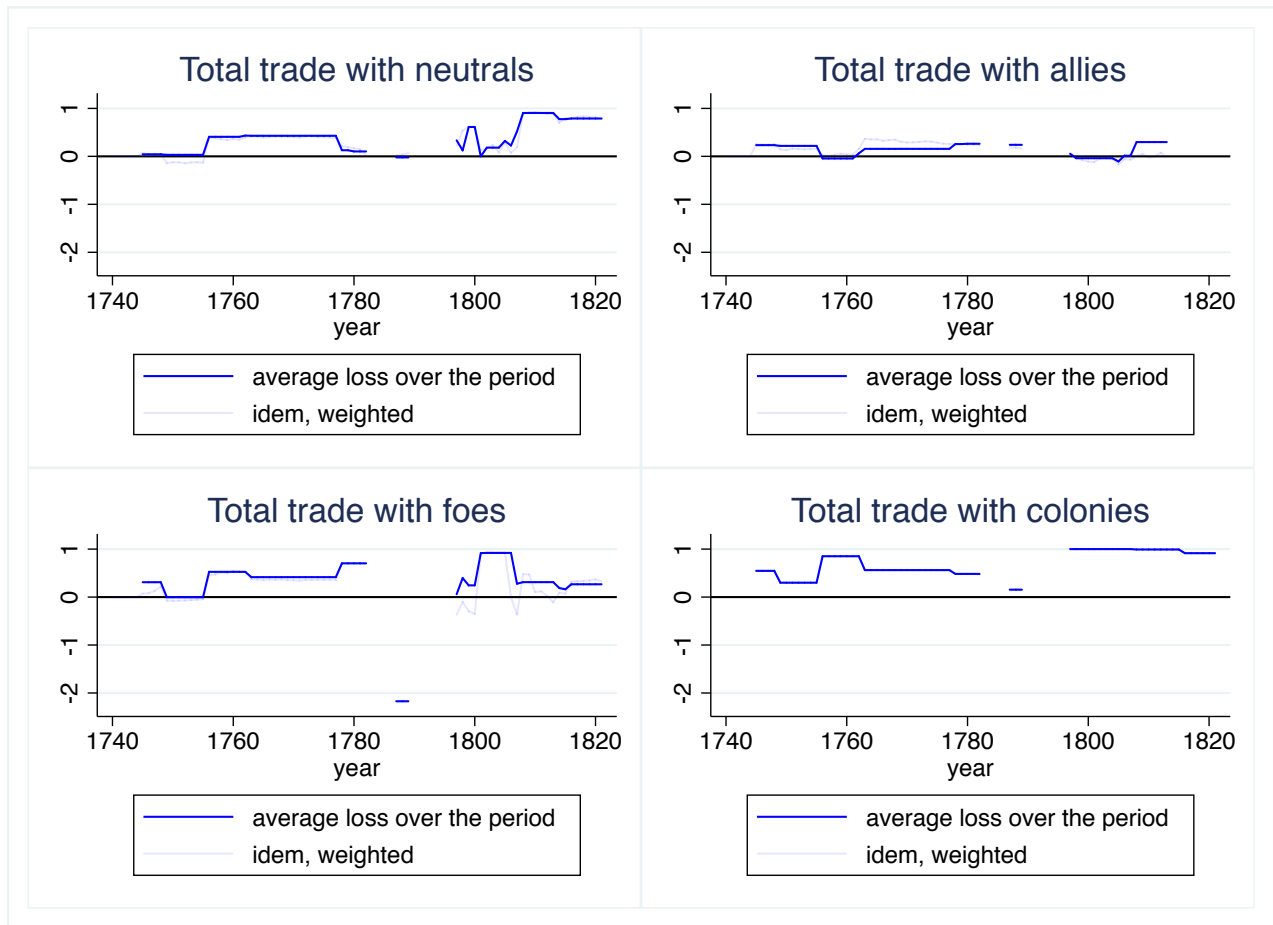 Total trade with neutrals
1
0
-1
-2
1740 1760 1780 1800 1820
year
average loss over the period
idem, weighted
Total trade with allies
1
0
-1
-2
1740 1760 1780 1800 1820
year
average loss over the period
idem, weighted
Total trade with foes
1
0
-1
-2
1740 1760 1780 1800 1820
year
average loss over the period
idem, weighted
Total trade with colonies
1
0
-1
-2
1740 1760 1780 1800 1820
year
average loss over the period
idem, weighted